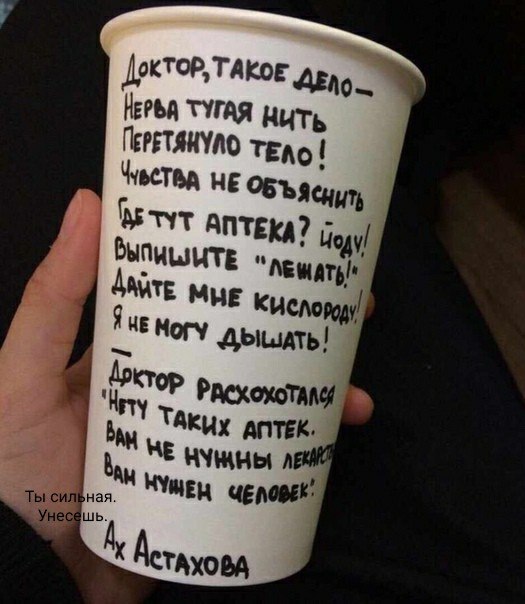 Доктор, такое дело—
Нерва тугая нить
Перетянуло тело!
Чувства не объяснить
Где тут аптека? Йоду!
Выпишите "лежать!"
Дайте мне кислороду!
Я не могу дышать!
—
Доктор расхохотался
"Нету таких аптек.
Вам не нужны лекарств
Вам нужен человек".
Ах Астахова
Ты сильная.
Унесешь.